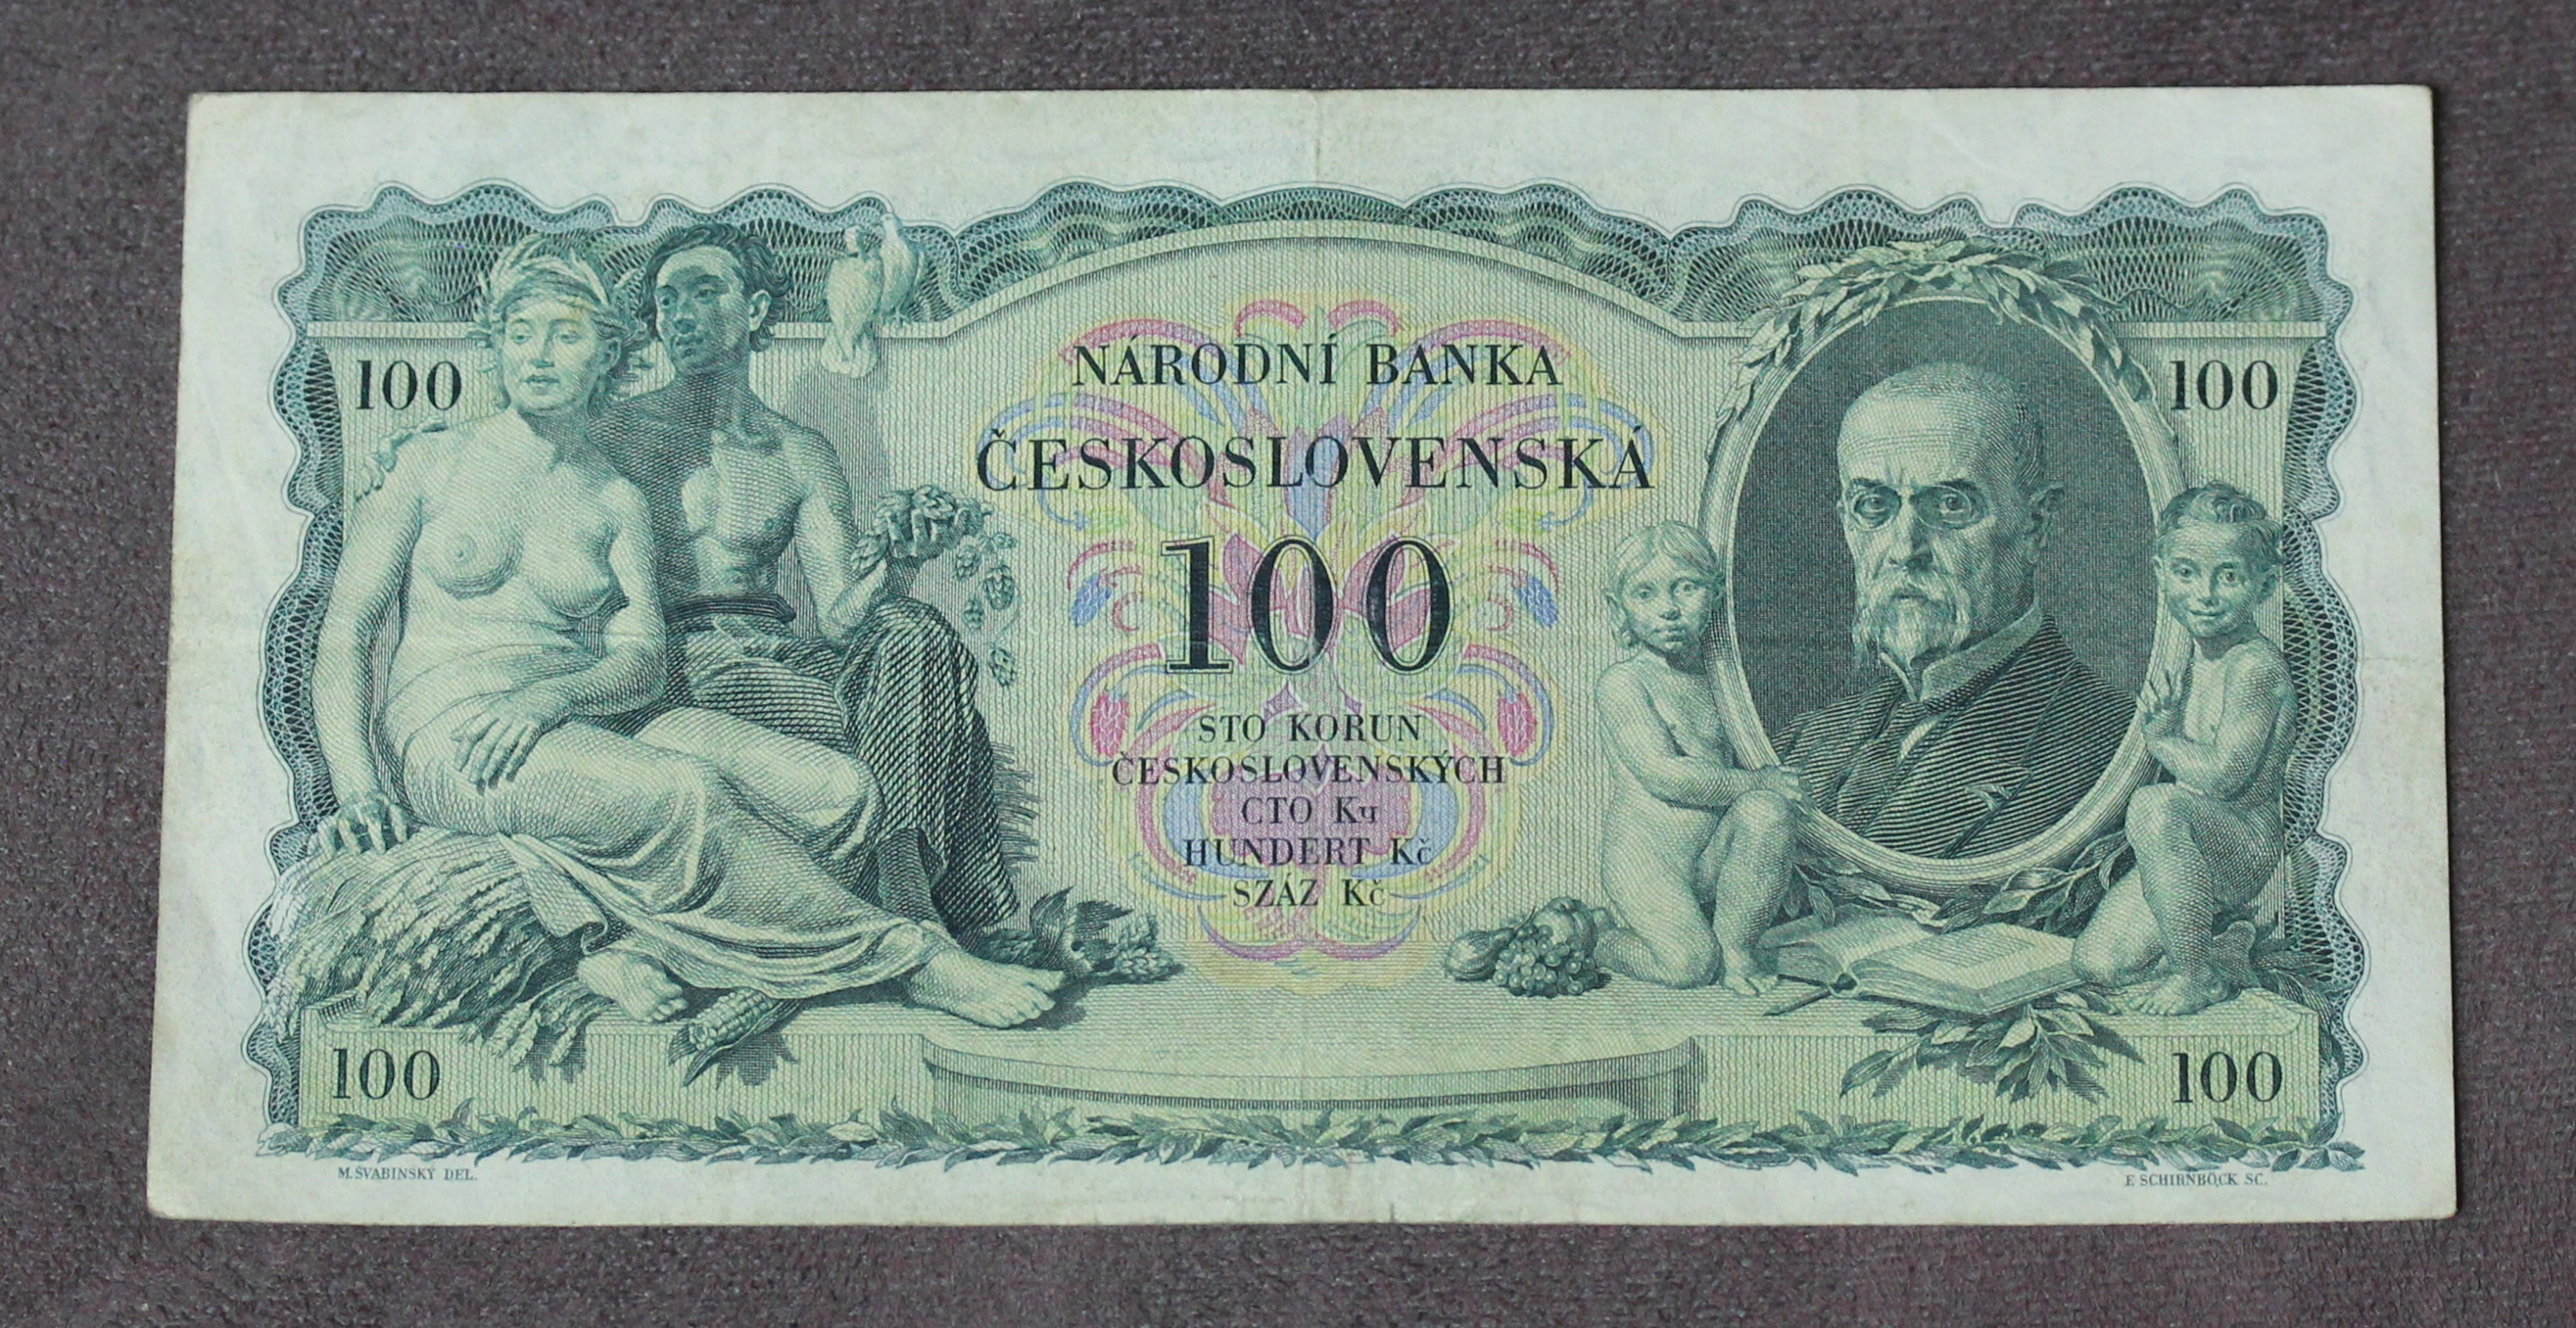 100
100
NÁRODNÍ BANKA
ČESKOSLOVENSKÁ
100
STO KORUN
ČESKOSLOVENSKÝCH
СТО Кч
HUNDERT Kč
SZÁZ Kč
100
100
M. ŠVABINSKÝ DEL.
F. SCHIRNBÖCK SC.